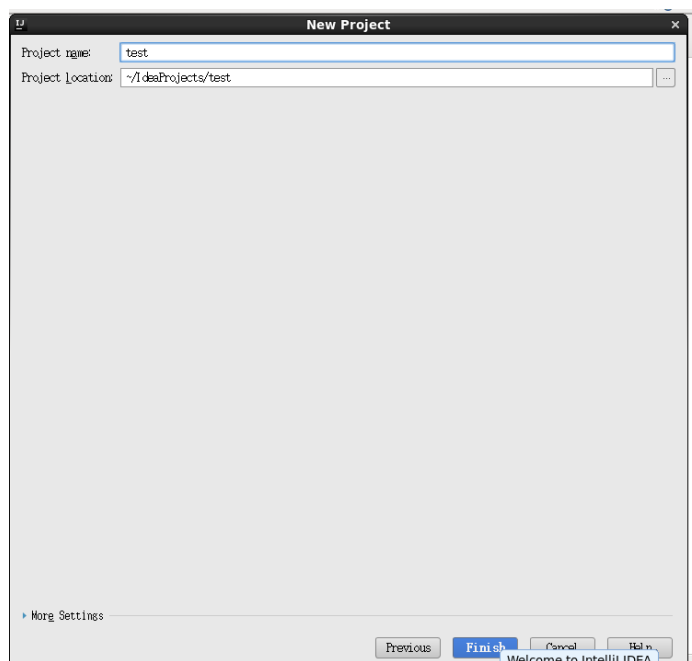 New Project
Project name: test
Project location: ~/IdeaProjects/test
...
More Settings
Previous Finish Cancel Help
Welcome to IntelliJ IDEA